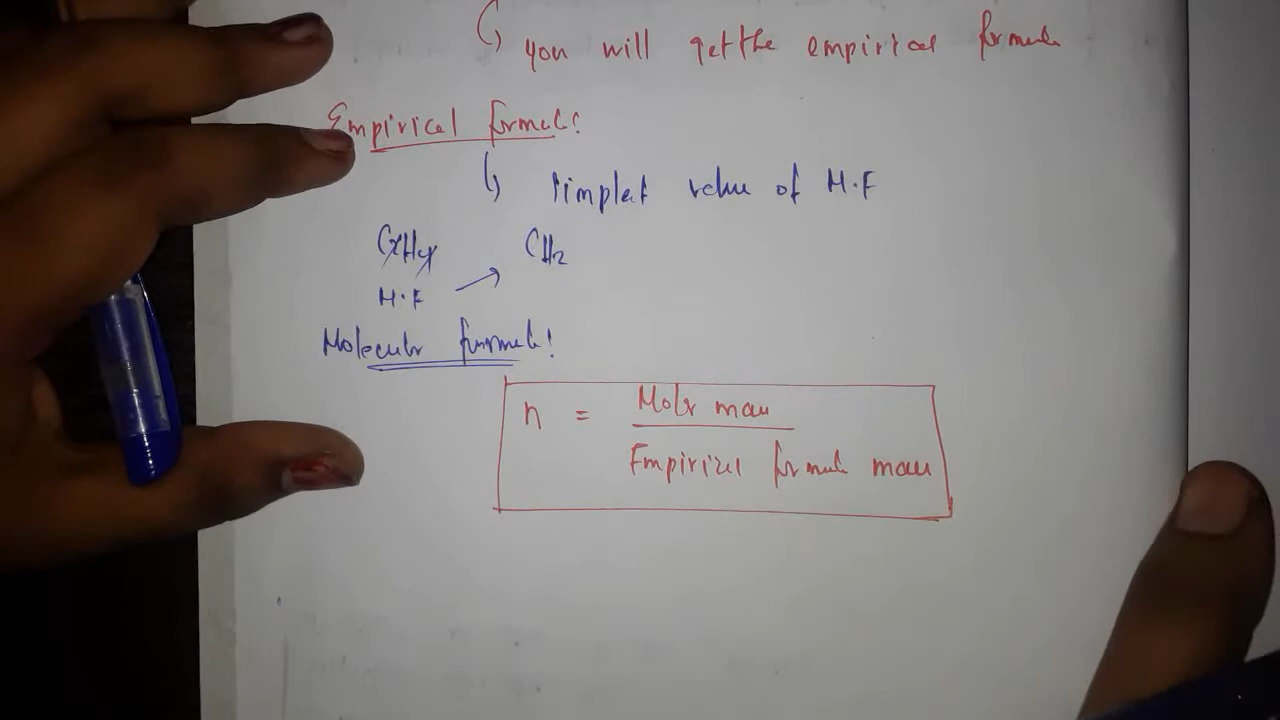 you will get the empirical formula
Empirical formula:
simplest value of M.F
CxHy CH2
M.F
Molecular formula:
n = Molar mass
Empirical formula mass